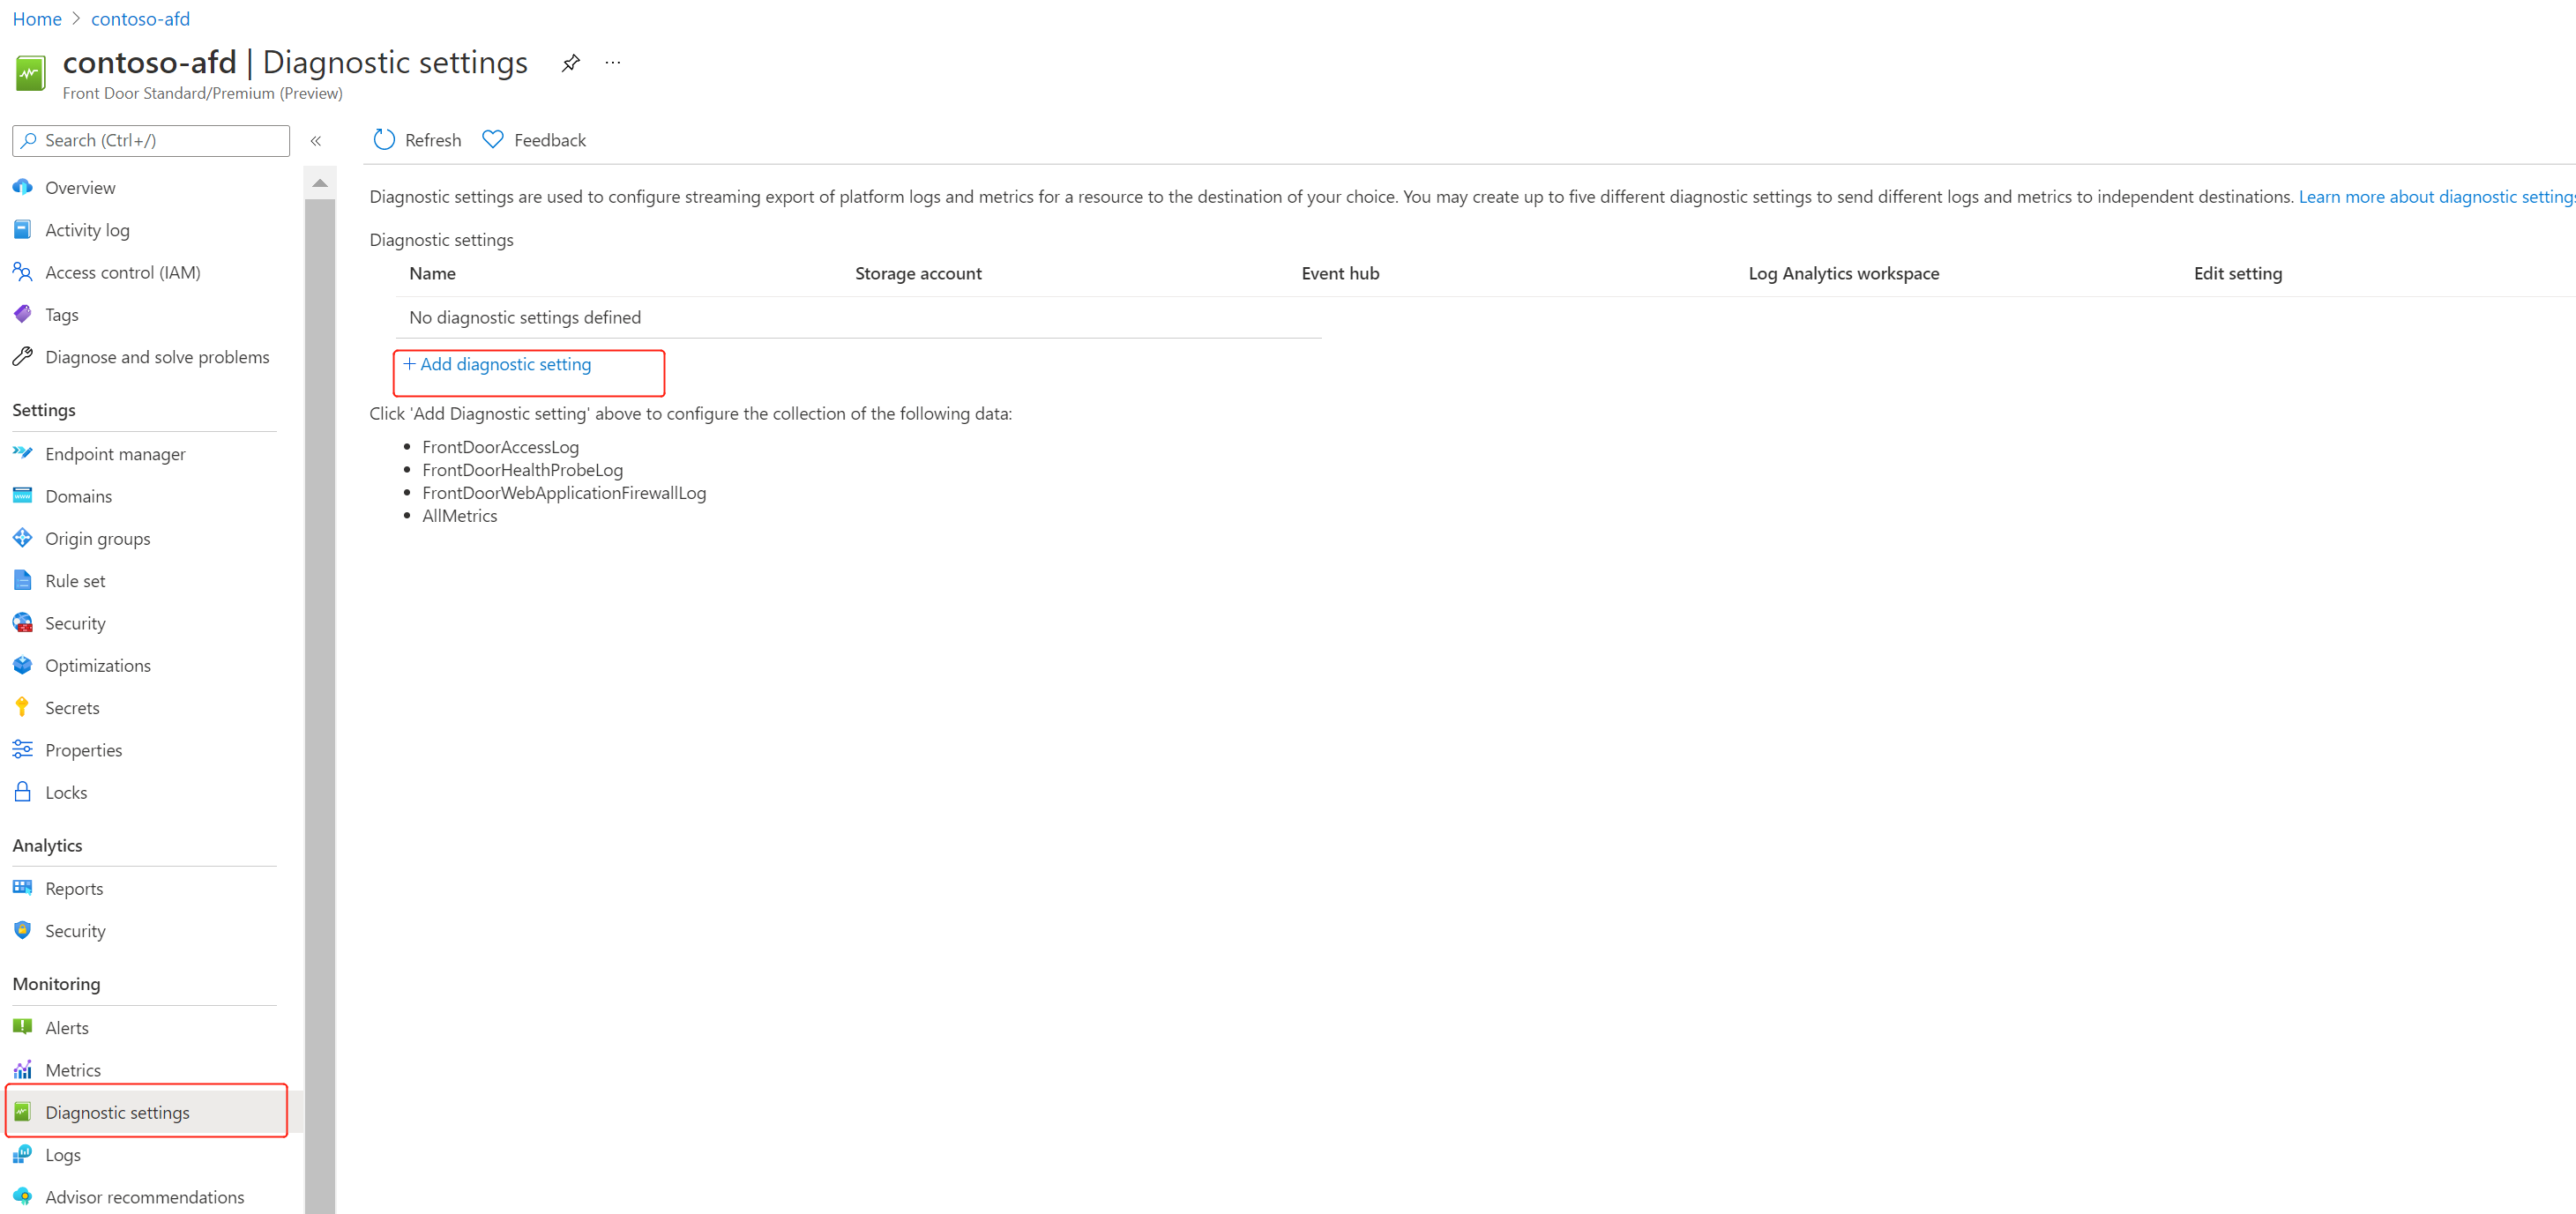 Home > contoso-afd
contoso-afd | Diagnostic settings
Front Door Standard/Premium (Preview)
Search (Ctrl+/)
Overview
Activity log
Access control (IAM)
Tags
Diagnose and solve problems
Settings
Endpoint manager
Domains
Origin groups
Rule set
Security
Optimizations
Secrets
Properties
Locks
Analytics
Reports
Security
Monitoring
Alerts
Metrics
Diagnostic settings
Logs
Advisor recommendations
Refresh Feedback
Diagnostic settings are used to configure streaming export of platform logs and metrics for a resource to the destination of your choice. You may create up to five different diagnostic settings to send different logs and metrics to independent destinations. Learn more about diagnostic settings
Diagnostic settings
Name Storage account Event hub Log Analytics workspace Edit setting
No diagnostic settings defined
+ Add diagnostic setting
Click 'Add Diagnostic setting' above to configure the collection of the following data:
• FrontDoorAccessLog
• FrontDoorHealthProbeLog
• FrontDoorWebApplicationFirewallLog
• AllMetrics